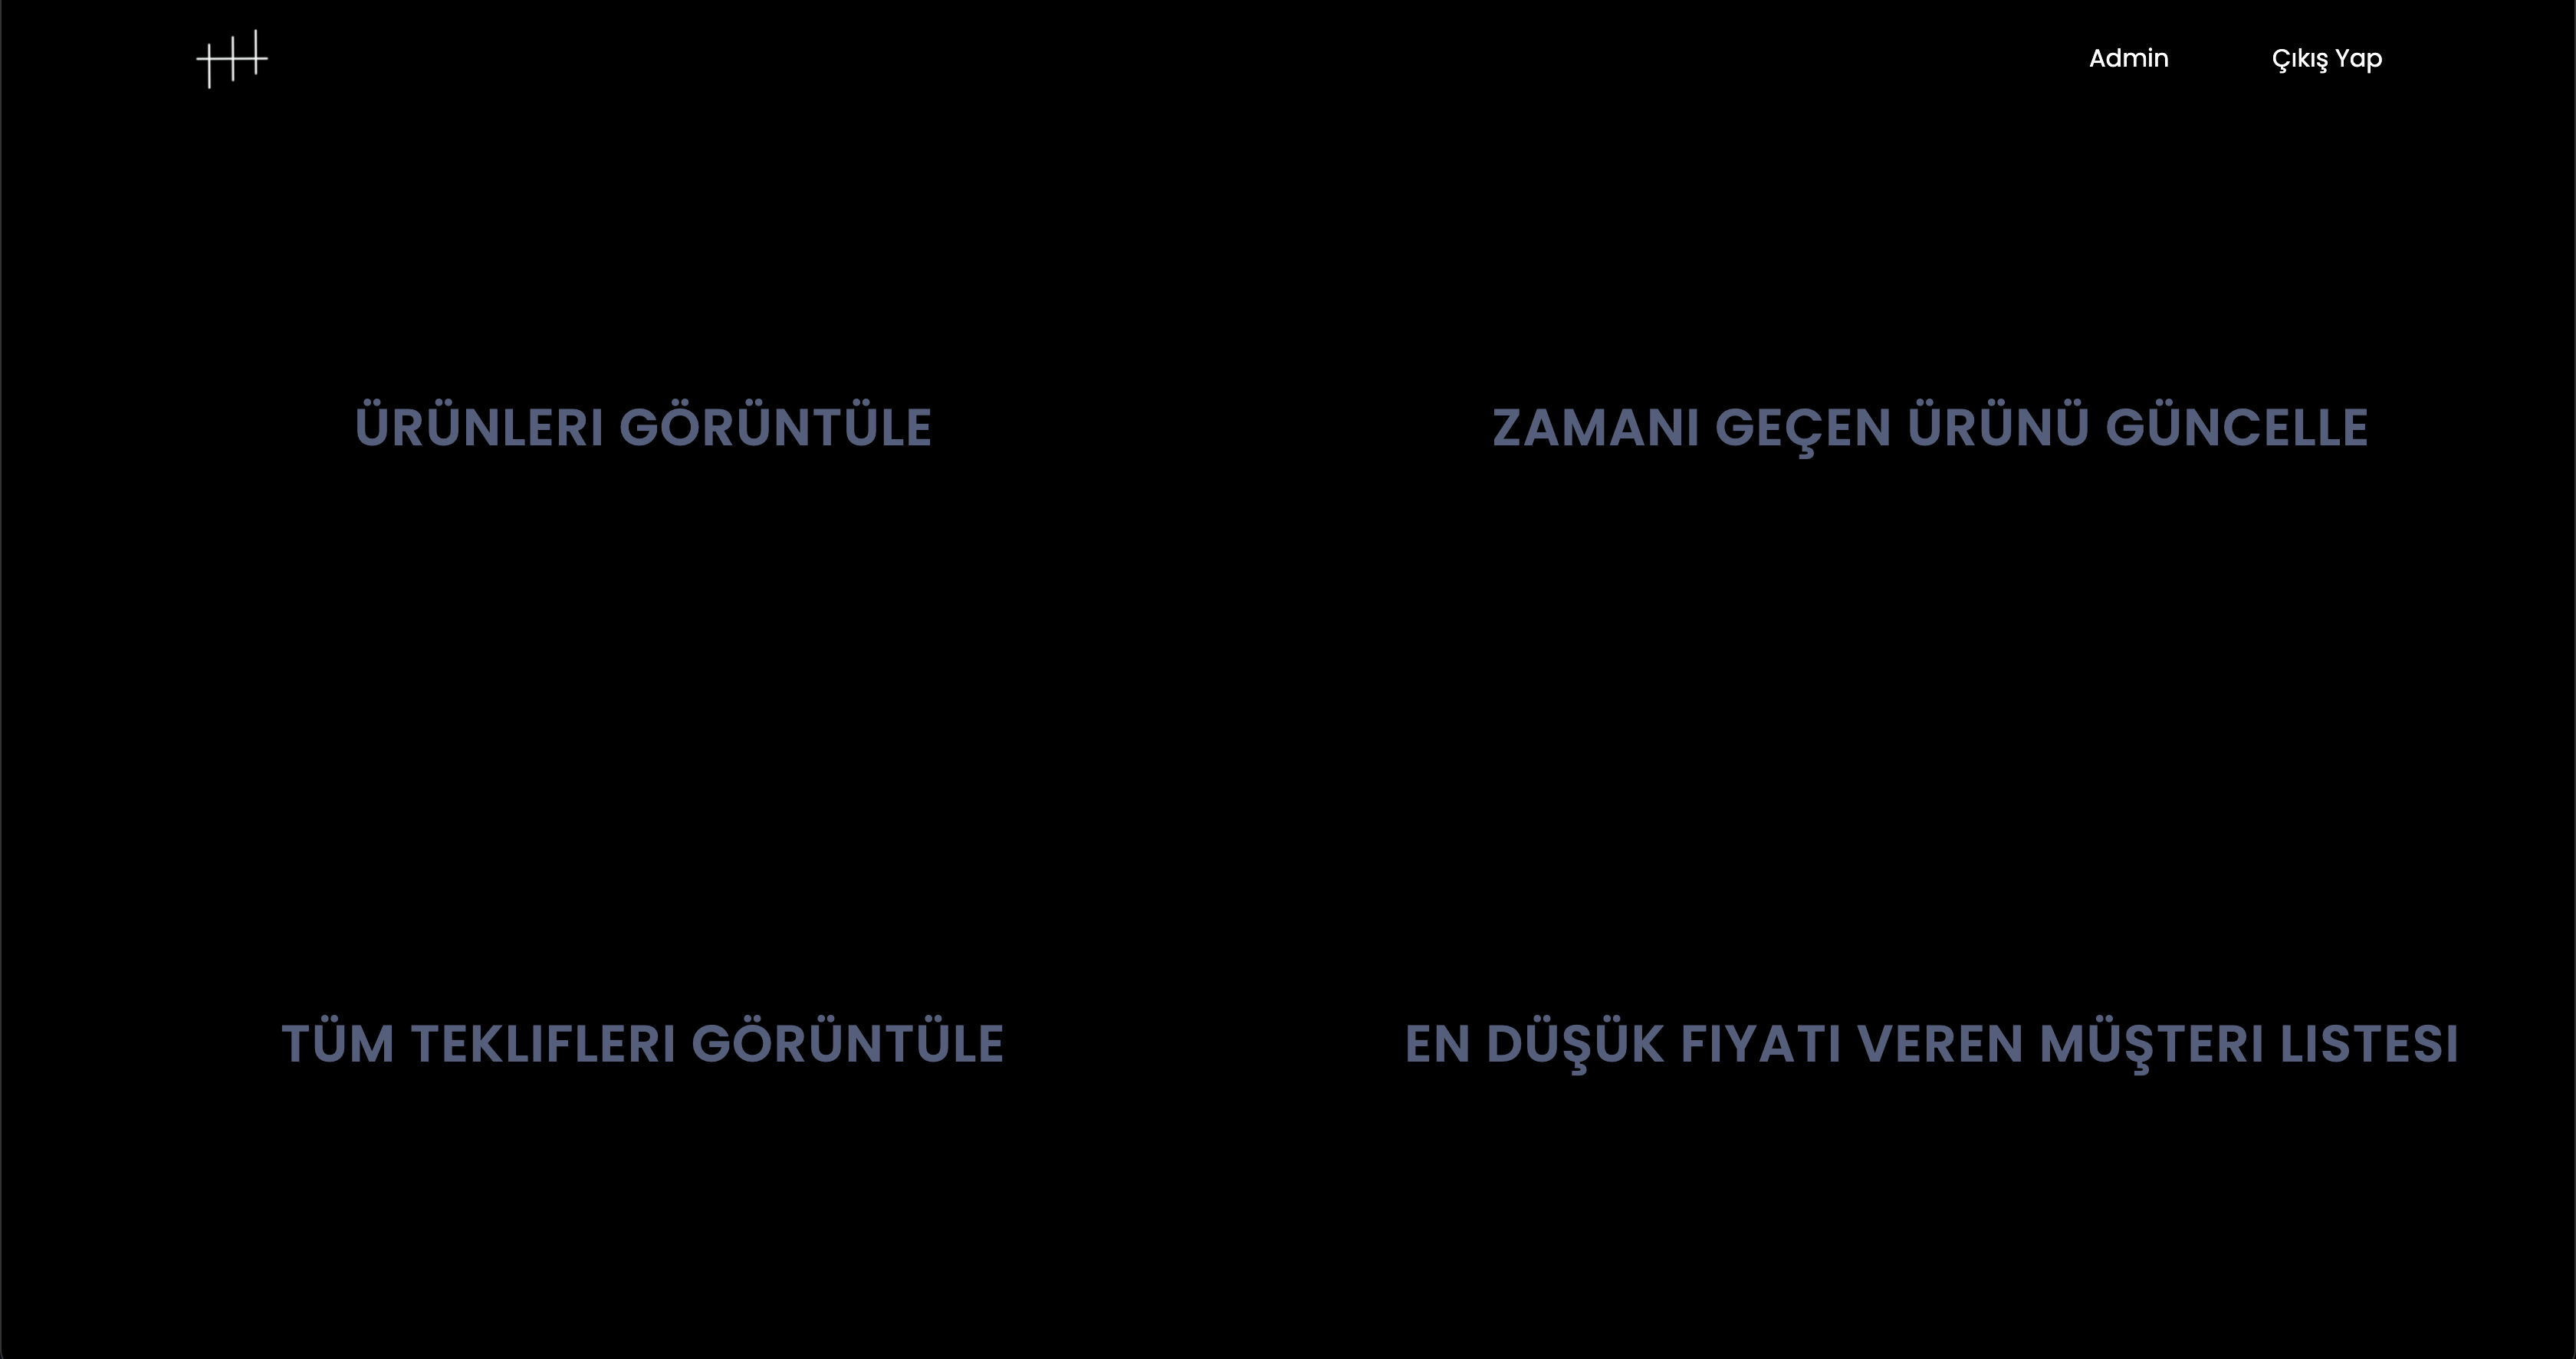 Admin
Çıkış Yap
ÜRÜNLERI GÖRÜNTÜLE
ZAMANI GEÇEN ÜRÜNÜ GÜNCELLE
TÜM TEKLIFLERI GÖRÜNTÜLE
EN DÜŞÜK FIYATI VEREN MÜŞTERI LISTESI